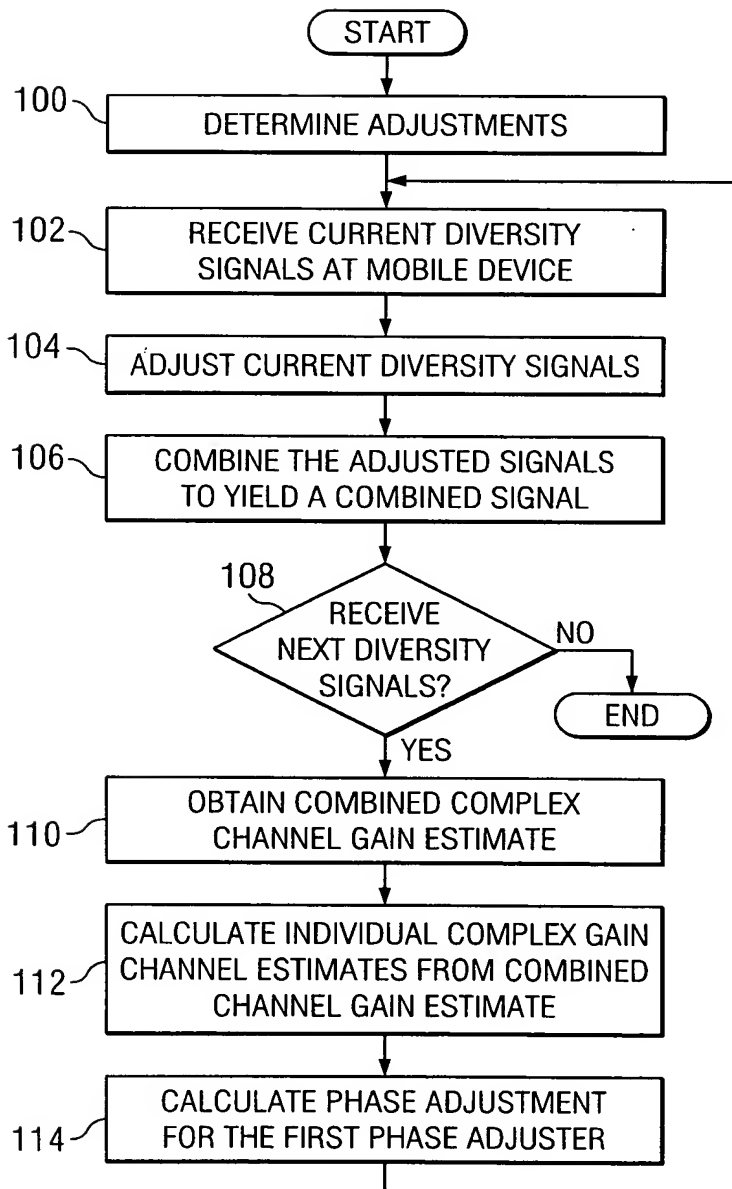 START
100
DETERMINE ADJUSTMENTS
102
RECEIVE CURRENT DIVERSITY
SIGNALS AT MOBILE DEVICE
104
ADJUST CURRENT DIVERSITY SIGNALS
106
COMBINE THE ADJUSTED SIGNALS
TO YIELD A COMBINED SIGNAL
108
RECEIVE
NEXT DIVERSITY
SIGNALS?
NO
END
YES
110
OBTAIN COMBINED COMPLEX
CHANNEL GAIN ESTIMATE
112
CALCULATE INDIVIDUAL COMPLEX GAIN
CHANNEL ESTIMATES FROM COMBINED
CHANNEL GAIN ESTIMATE
114
CALCULATE PHASE ADJUSTMENT
FOR THE FIRST PHASE ADJUSTER